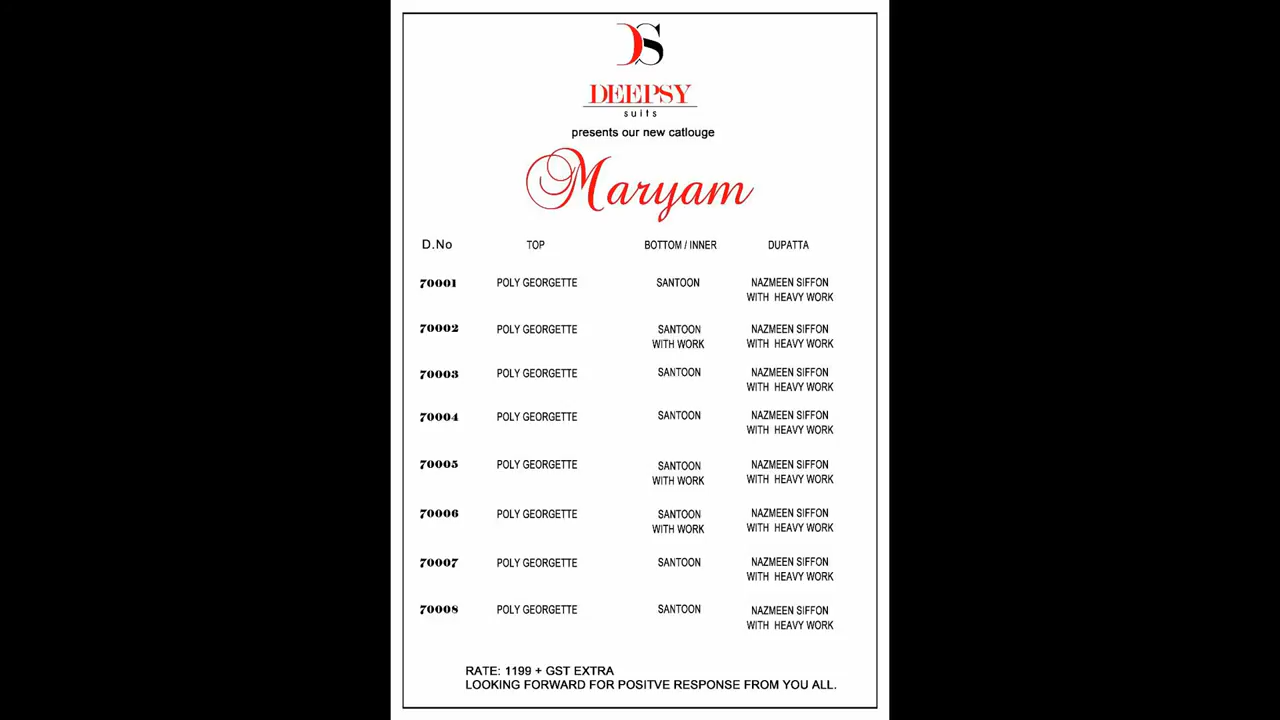 DS
DEEPSY
suits
presents our new catlouge
Maryam
D.No TOP BOTTOM / INNER DUPATTA
70001 POLY GEORGETTE SANTOON NAZMEEN SIFFON
WITH HEAVY WORK
70002 POLY GEORGETTE SANTOON NAZMEEN SIFFON
WITH WORK WITH HEAVY WORK
70003 POLY GEORGETTE SANTOON NAZMEEN SIFFON
WITH HEAVY WORK
70004 POLY GEORGETTE SANTOON NAZMEEN SIFFON
WITH HEAVY WORK
70005 POLY GEORGETTE SANTOON NAZMEEN SIFFON
WITH WORK WITH HEAVY WORK
70006 POLY GEORGETTE SANTOON NAZMEEN SIFFON
WITH WORK WITH HEAVY WORK
70007 POLY GEORGETTE SANTOON NAZMEEN SIFFON
WITH HEAVY WORK
70008 POLY GEORGETTE SANTOON NAZMEEN SIFFON
WITH HEAVY WORK
RATE: 1199 + GST EXTRA
LOOKING FORWARD FOR POSITVE RESPONSE FROM YOU ALL.